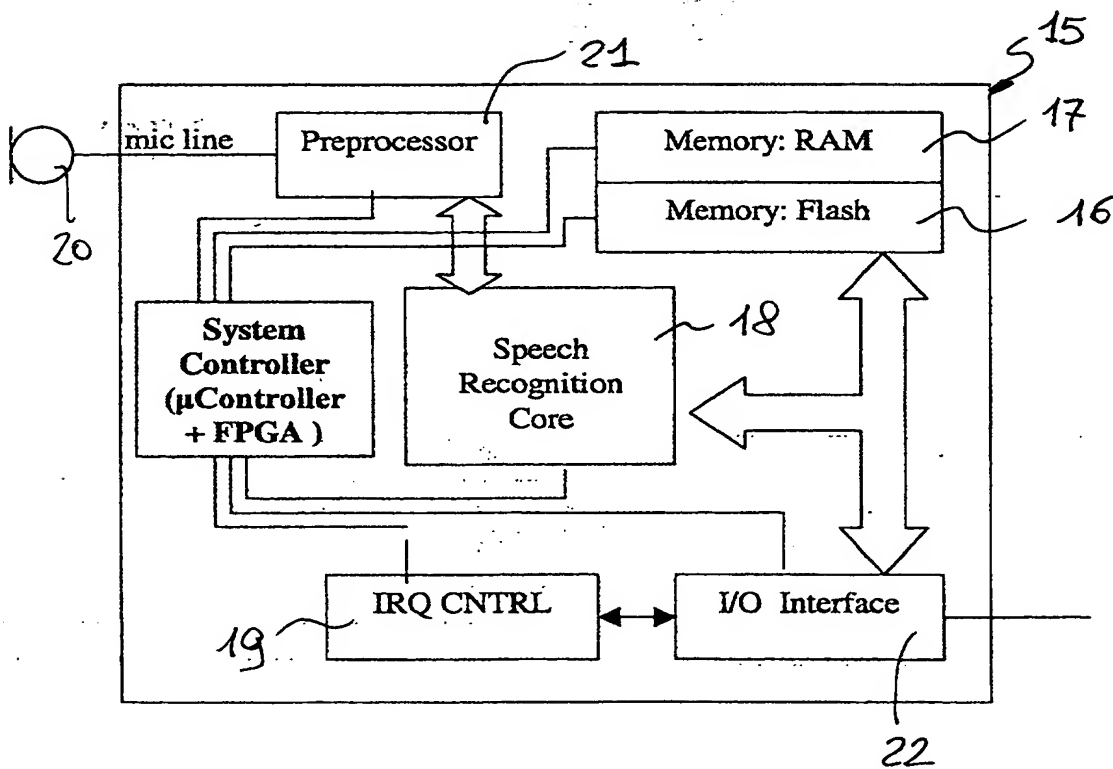 15
21
mic line
Preprocessor
Memory: RAM
17
Memory: Flash
16
20
System
Controller
(μController
+ FPGA )
Speech
Recognition
Core
18
IRQ CNTRL
I/O Interface
19
22